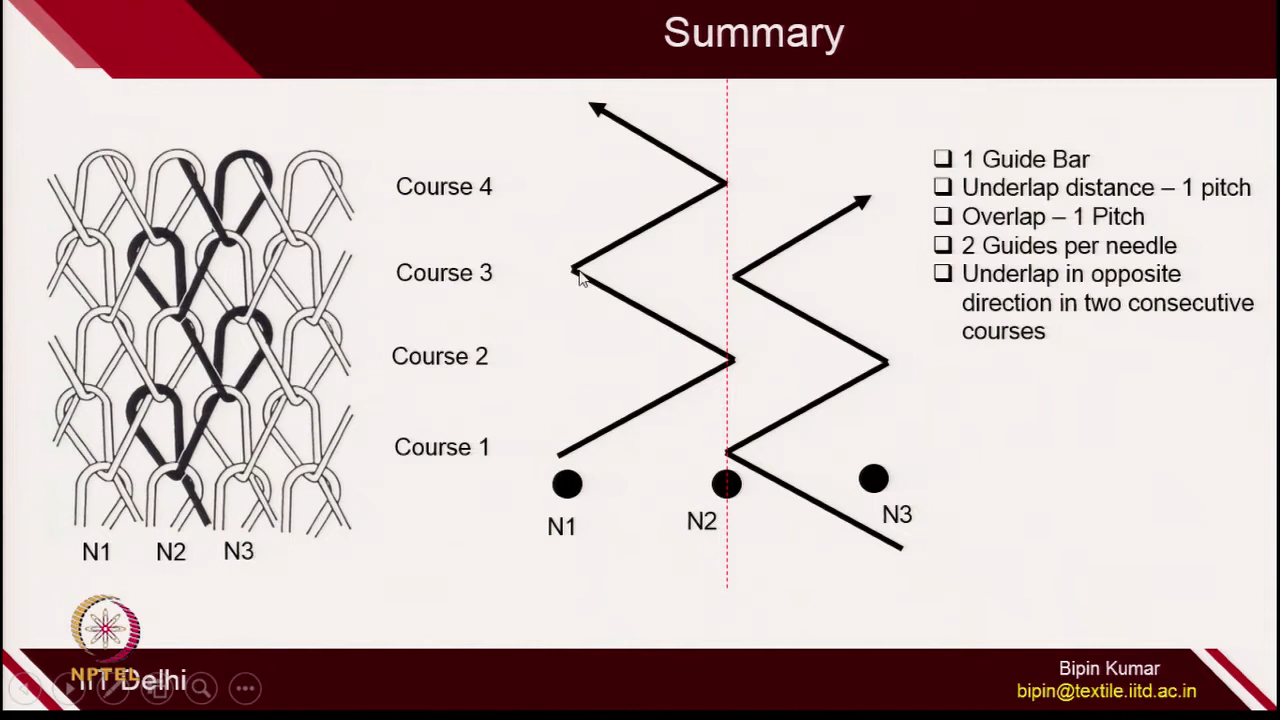 Summary
Course 4
Course 3
Course 2
Course 1
N1
N2
N3
N1
N2
N3
1 Guide Bar
Underlap distance – 1 pitch
Overlap – 1 Pitch
2 Guides per needle
Underlap in opposite
direction in two consecutive
courses
NPTEL
IIT Delhi
Bipin Kumar
bipin@textile.iitd.ac.in